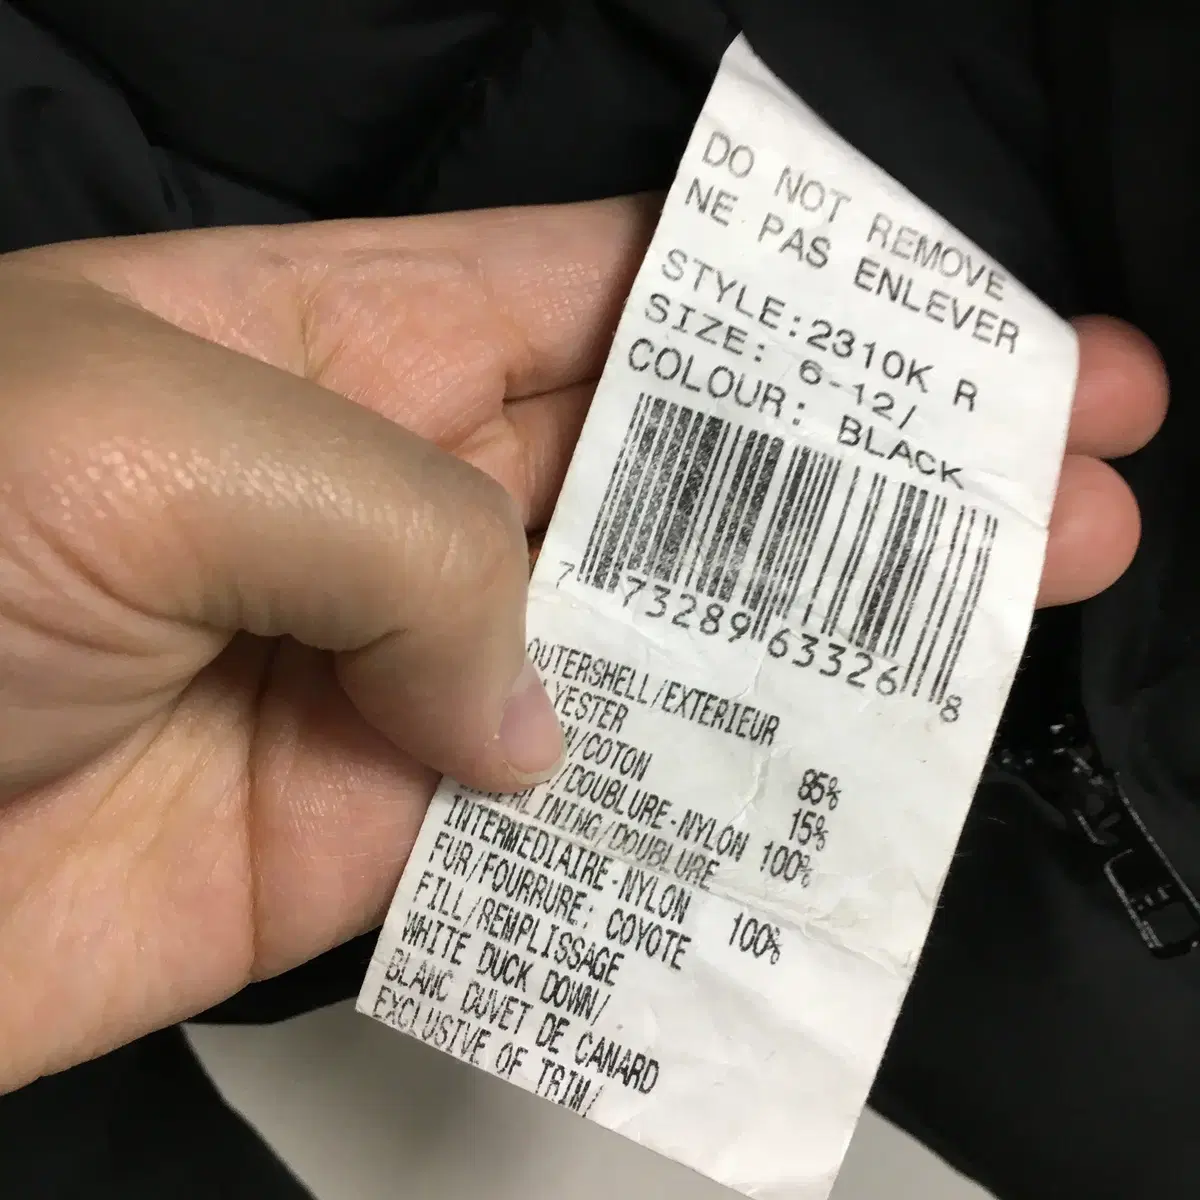 DO NOT REMOVE
NE PAS ENLEVER
STYLE:2310K R
SIZE: 6-12/
COLOUR: BLACK
7 73289 63326 8
OUTERSHELL/EXTERIEUR
YESTER 85%
N/COTON 15%
/DOUBLURE-NYLON 100%
INTERLINING/DOUBLURE
INTERMEDIAIRE-NYLON 100%
FUR/FOURRURE: COYOTE
FILL/REMPLISSAGE
WHITE DUCK DOWN/
BLANC DUVET DE CANARD
EXCLUSIVE OF TRIM/